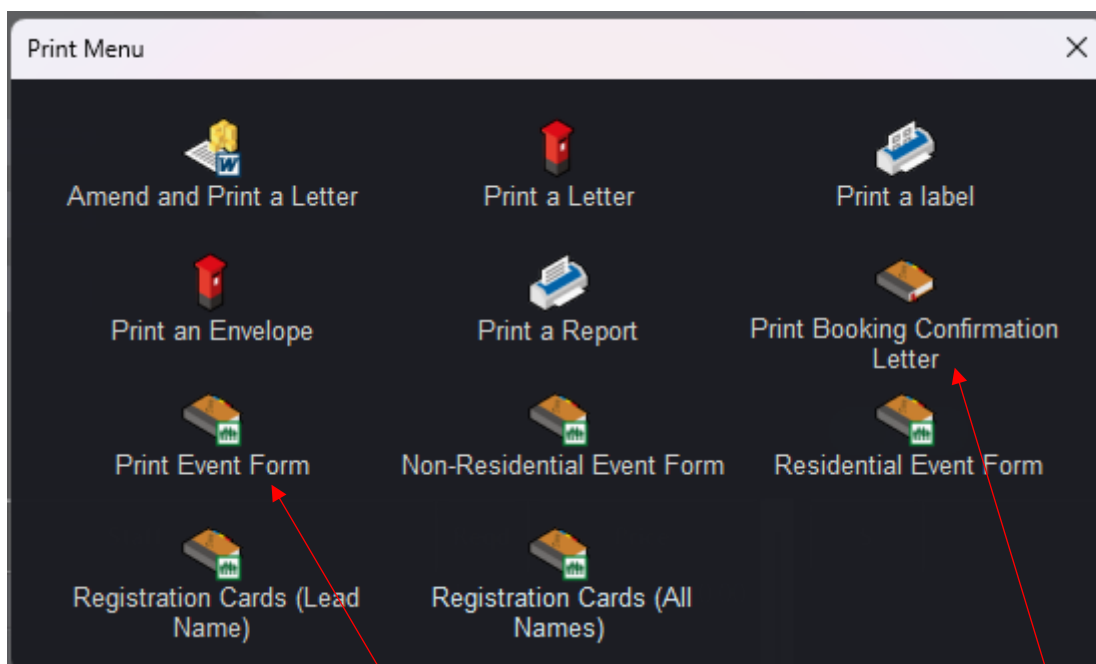 Print Menu
Amend and Print a Letter
Print a Letter
Print a label
Print an Envelope
Print a Report
Print Booking Confirmation
Letter
Print Event Form
Non-Residential Event Form
Residential Event Form
Registration Cards (Lead
Name)
Registration Cards (All
Names)